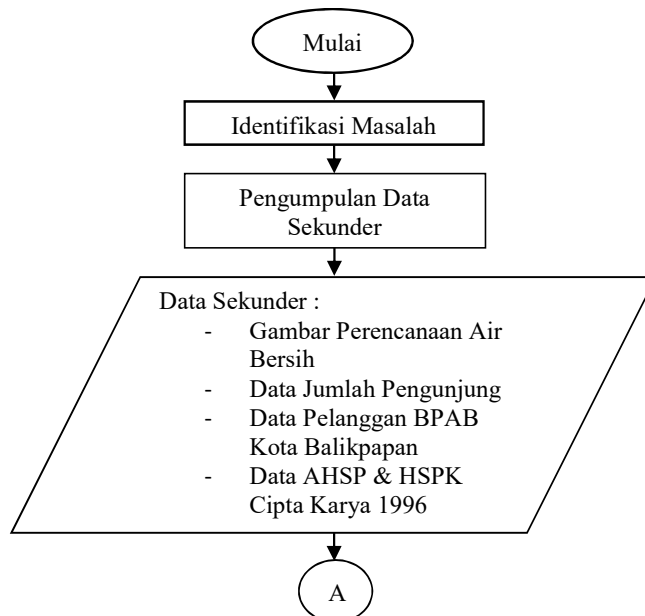 Mulai
Identifikasi Masalah
Pengumpulan Data
Sekunder
Data Sekunder :
- Gambar Perencanaan Air
Bersih
- Data Jumlah Pengunjung
- Data Pelanggan BPAB
Kota Balikpapan
- Data AHSP & HSPK
Cipta Karya 1996
A